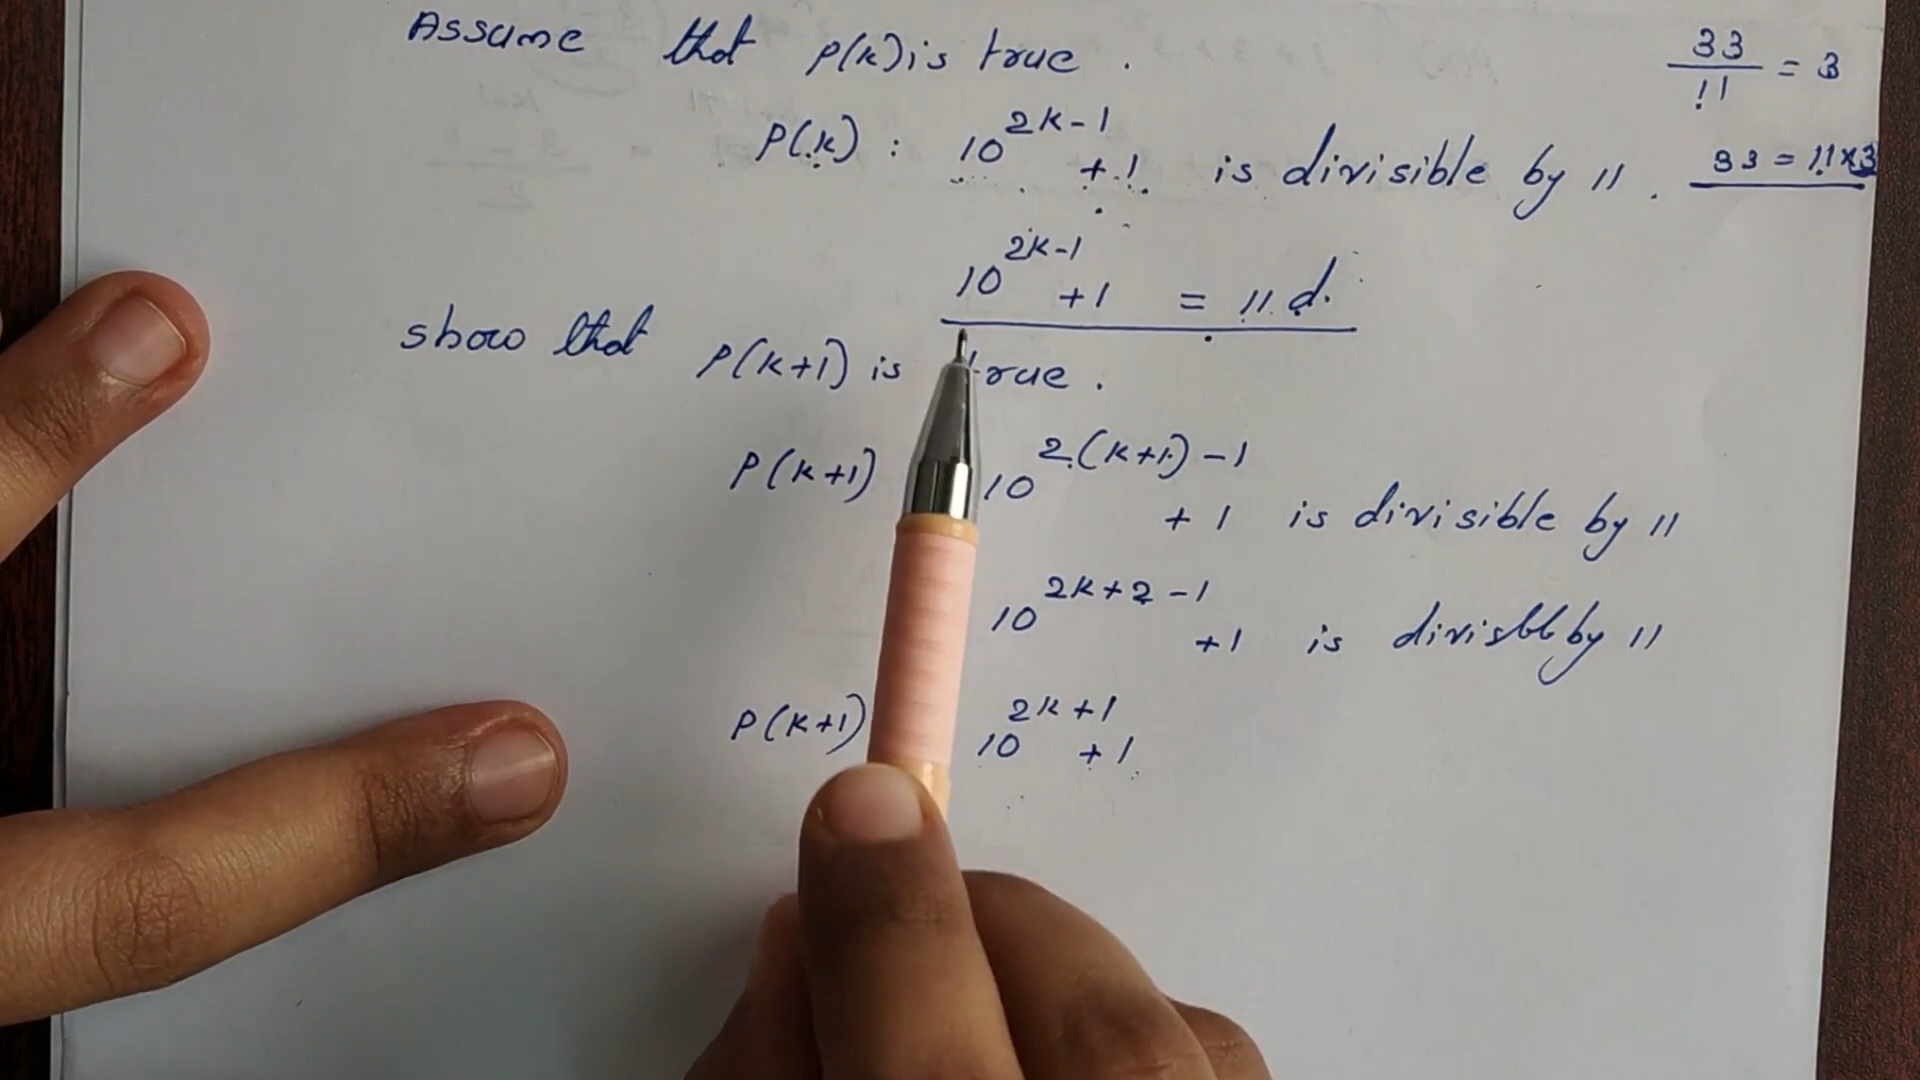 Assume that P(k) is true .
33/11 = 3
P(k) : 10^(2k-1) + 1 is divisible by 11 .
33 = 11×3
10^(2k-1) + 1 = 11 d.
show that P(k+1) is true .
P(k+1) 10^(2(k+1)-1) + 1 is divisible by 11
10^(2k+2-1) +1 is divisble by 11
P(k+1) 10^(2k+1) + 1